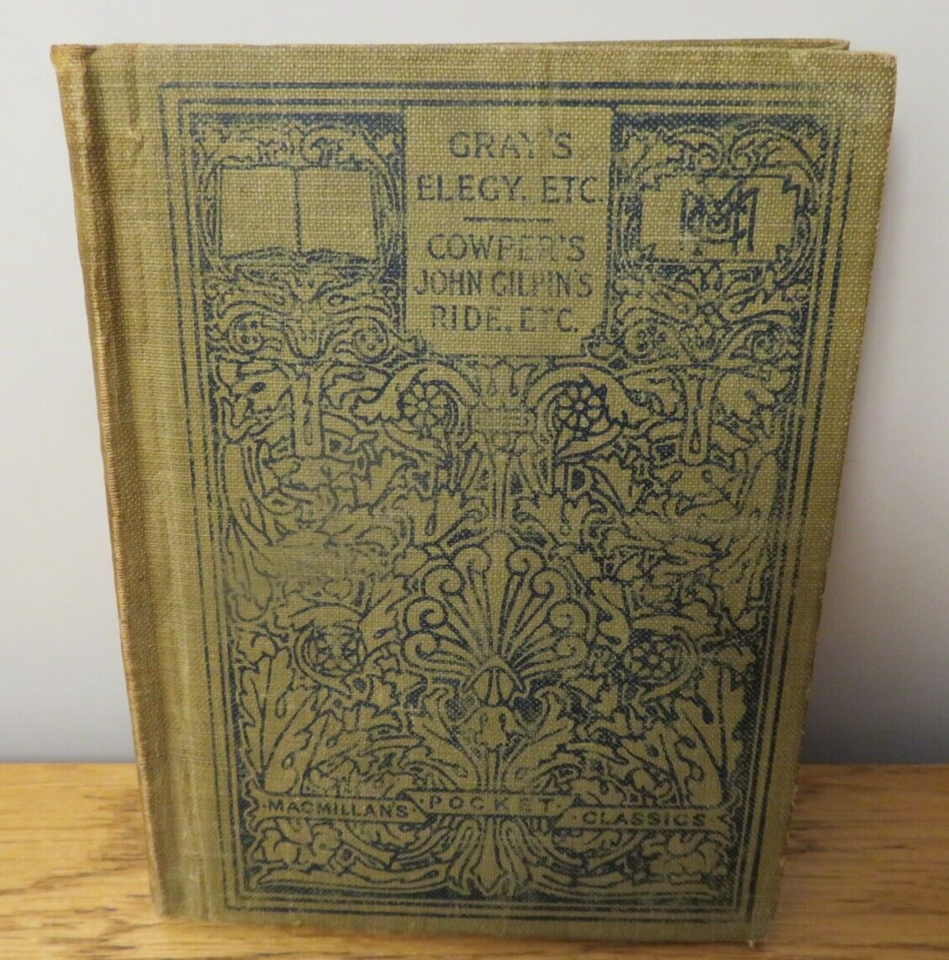 GRAY'S
ELEGY, ETC.
COWPER'S
JOHN GILPIN'S
RIDE, ETC.
MACMILLAN'S · POCKET · CLASSICS ·